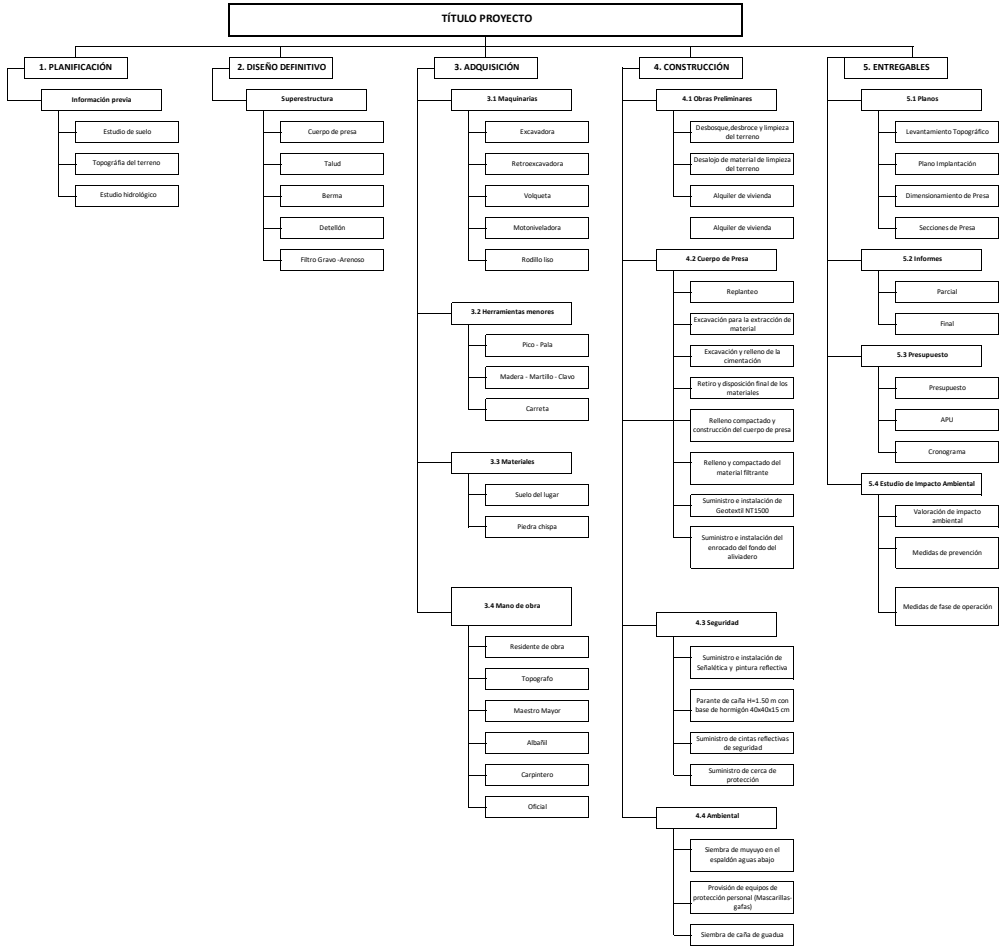 TÍTULO PROYECTO
1. PLANIFICACIÓN
Información previa
Estudio de suelo
Topográfia del terreno
Estudio hidrológico
2. DISEÑO DEFINITIVO
Superestructura
Cuerpo de presa
Talud
Berma
Detellón
Filtro Gravo -Arenoso
3. ADQUISICIÓN
3.1 Maquinarias
Excavadora
Retroexcavadora
Volqueta
Motoniveladora
Rodillo liso
3.2 Herramientas menores
Pico - Pala
Madera - Martillo - Clavo
Carreta
3.3 Materiales
Suelo del lugar
Piedra chispa
3.4 Mano de obra
Residente de obra
Topografo
Maestro Mayor
Albañil
Carpintero
Oficial
4. CONSTRUCCIÓN
4.1 Obras Preliminares
Desbosque,desbroce y limpieza
del terreno
Desalojo de material de limpieza
del terreno
Alquiler de vivienda
Alquiler de vivienda
4.2 Cuerpo de Presa
Replanteo
Excavación para la extracción de
material
Excavación y relleno de la
cimentación
Retiro y disposición final de los
materiales
Relleno compactado y
construcción del cuerpo de presa
Relleno y compactado del
material filtrante
Suministro e instalación de
Geotextil NT1500
Suministro e instalación del
enrocado del fondo del
aliviadero
4.3 Seguridad
Suministro e instalación de
Señalética y pintura reflectiva
Parante de caña H=1.50 m con
base de hormigón 40x40x15 cm
Suministro de cintas reflectivas
de seguridad
Suministro de cerca de
protección
4.4 Ambiental
Siembra de muyuyo en el
espaldón aguas abajo
Provisión de equipos de
protección personal (Mascarillas-
gafas)
Siembra de caña de guadua
5. ENTREGABLES
5.1 Planos
Levantamiento Topográfico
Plano Implantación
Dimensionamiento de Presa
Secciones de Presa
5.2 Informes
Parcial
Final
5.3 Presupuesto
Presupuesto
APU
Cronograma
5.4 Estudio de Impacto Ambiental
Valoración de impacto
ambiental
Medidas de prevención
Medidas de fase de operación